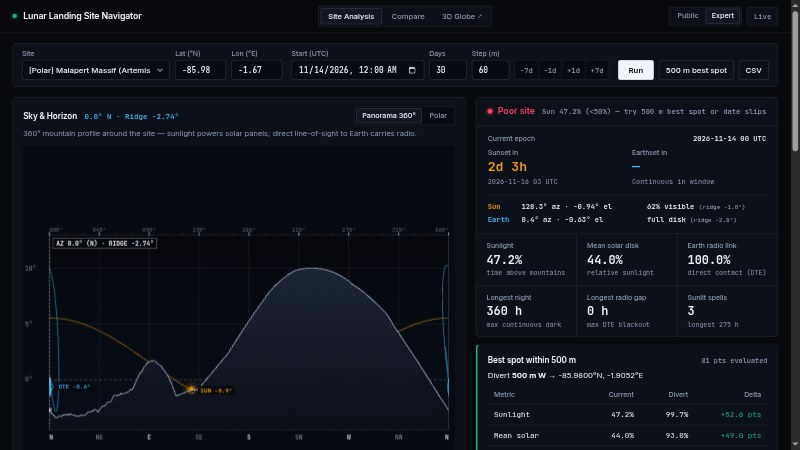 Lunar Landing Site Navigator
Site Analysis Compare 3D Globe ↗
Public Expert Live
Site Lat (°N) Lon (°E) Start (UTC) Days Step (m)
[Polar] Malapert Massif (Artemis -85.98 -1.67 11/14/2026, 12:00 AM 30 60 -7d -1d +1d +7d Run 500 m best spot CSV
Sky & Horizon 0.0° N · Ridge -2.74° Panorama 360° Polar
360° mountain profile around the site — sunlight powers solar panels; direct line-of-sight to Earth carries radio.
AZ 0.0° (N) · RIDGE -2.74°
10°
5°
0°
DTE -0.6°
SUN -0.9°
N NE E SE S SW W NW N
Poor site Sun 47.2% (<50%) — try 500 m best spot or date slips
Current epoch 2026-11-14 00 UTC
Sunset in Earthset in
2d 3h —
2026-11-16 03 UTC Continuous in window
Sun 128.3° az · -0.94° el 62% visible (ridge -1.0°)
Earth 0.4° az · -0.63° el full disk (ridge -2.8°)
Sunlight Mean solar disk Earth radio link
47.2% 44.0% 100.0%
time above mountains relative sunlight direct contact (DTE)
Longest night Longest radio gap Sunlit spells
360 h 0 h 3
max continuous dark max DTE blackout longest 275 h
Best spot within 500 m 81 pts evaluated
Divert 500 m W → -85.9800°N, -1.9052°E
Metric Current Divert Delta
Sunlight 47.2% 99.7% +52.6 pts
Mean solar 44.0% 93.0% +49.0 pts